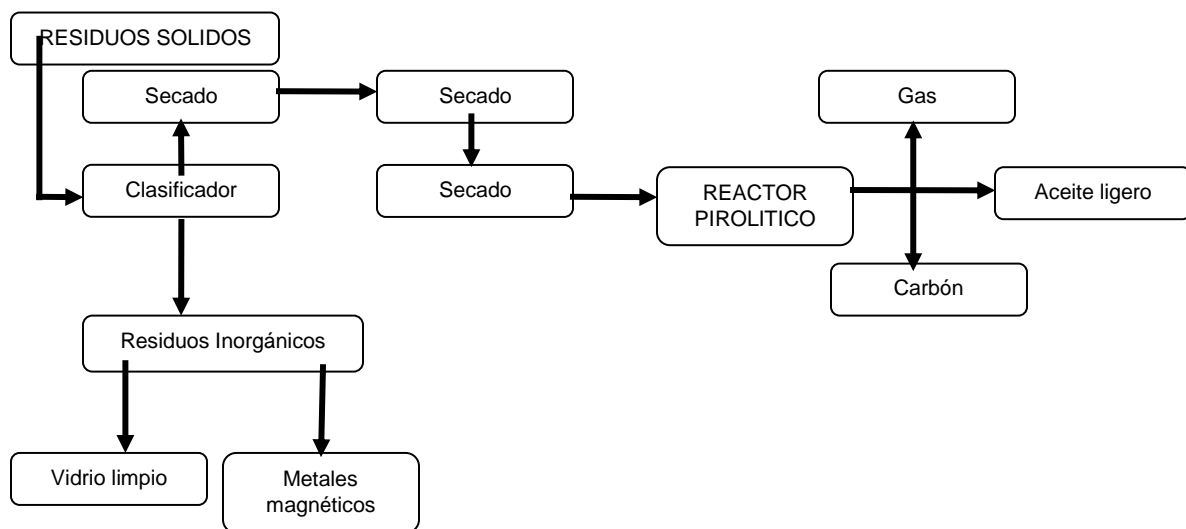 RESIDUOS SOLIDOS
Secado
Secado
Gas
Clasificador
Secado
REACTOR
PIROLITICO
Aceite ligero
Carbón
Residuos Inorgánicos
Vidrio limpio
Metales
magnéticos